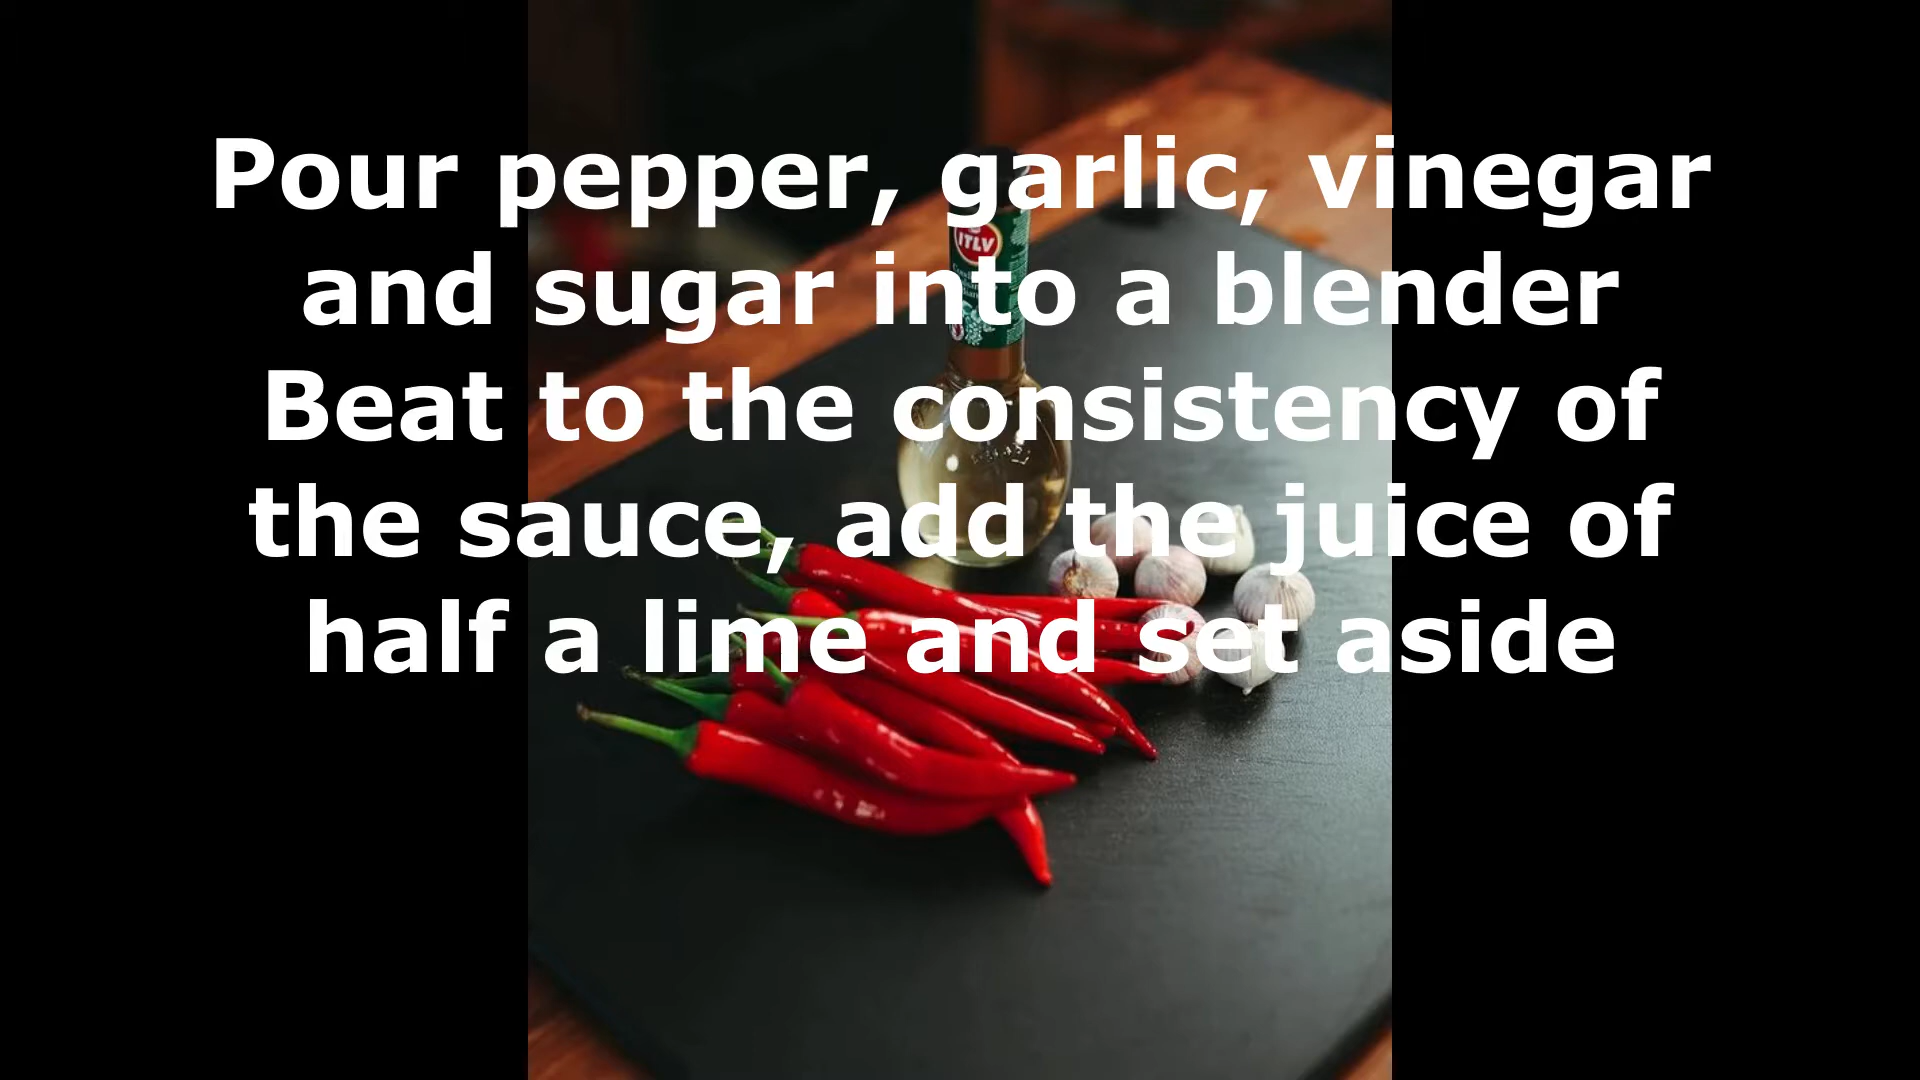 Pour pepper, garlic, vinegar
and sugar into a blender
Beat to the consistency of
the sauce, add the juice of
half a lime and set aside
ITLV